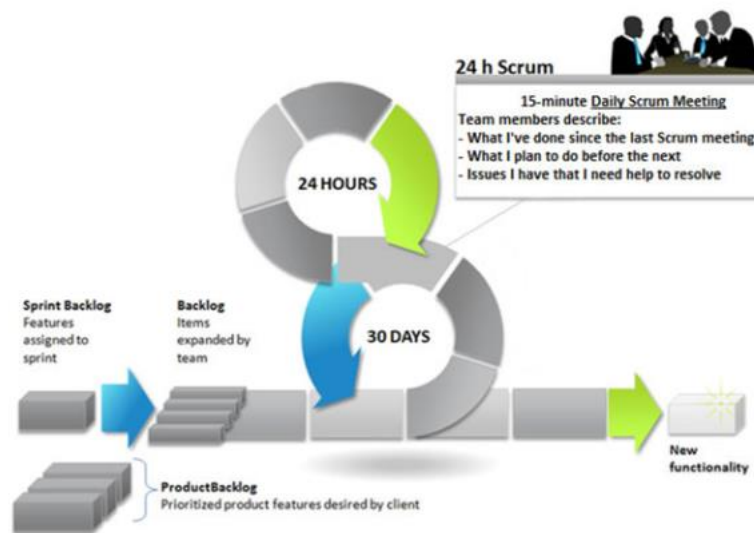 24 h Scrum
15-minute Daily Scrum Meeting
Team members describe:
- What I've done since the last Scrum meeting
- What I plan to do before the next
- Issues I have that I need help to resolve
24 HOURS
30 DAYS
Sprint Backlog
Features
assigned to
sprint
Backlog
Items
expanded by
team
New
functionality
ProductBacklog
Prioritized product features desired by client